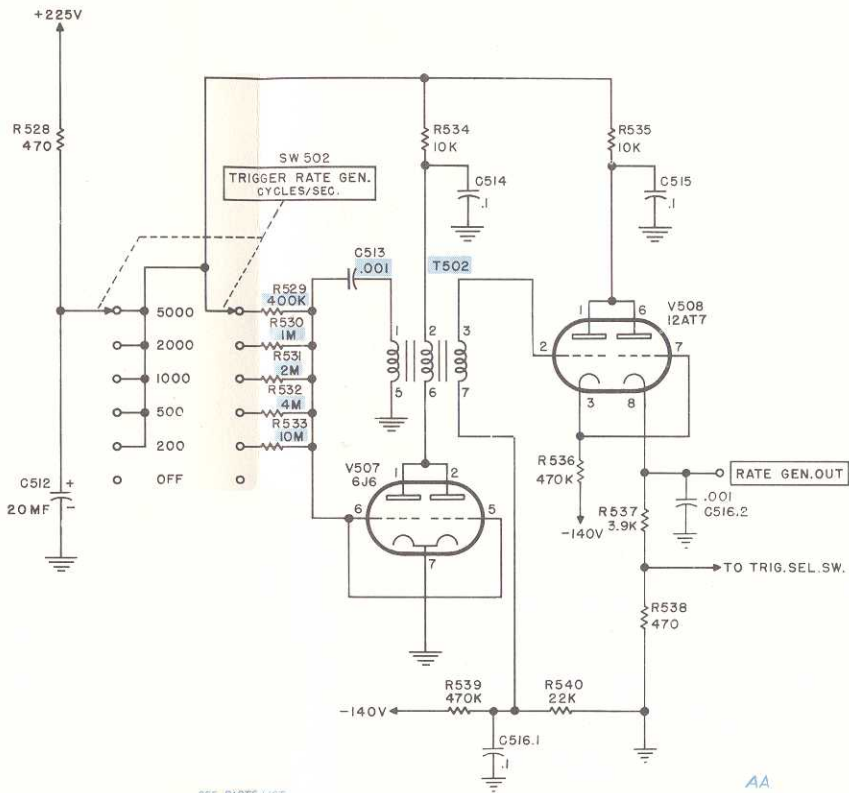 +225V
R528
470
SW 502
TRIGGER RATE GEN.
CYCLES/SEC.
R534
10K
C514
.1
R535
10K
C515
.1
C513
.001
T502
5000
2000
1000
500
200
OFF
R529
400K
R530
1M
R531
2M
R532
4M
R533
10M
1
5
2
6
3
7
V508
12AT7
1
6
2
7
3
8
C512
+
-
20MF
V507
6J6
1
2
6
5
7
R536
470K
-140V
RATE GEN.OUT
.001
C516.2
R537
3.9K
TO TRIG.SEL.SW.
R538
470
-140V
R539
470K
R540
22K
C516.1
.1
AA